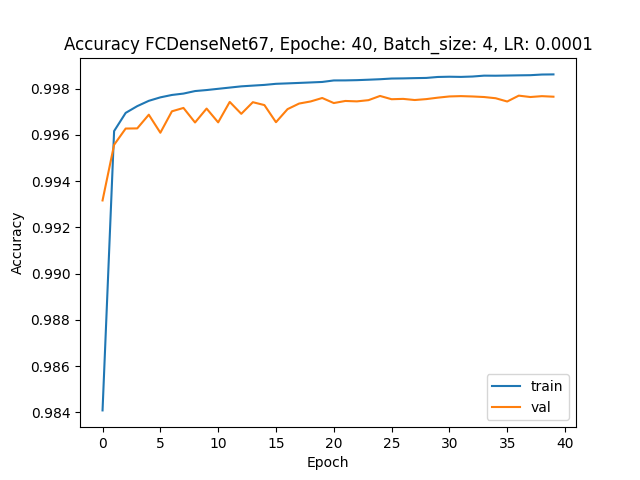 Accuracy FCDenseNet67, Epoche: 40, Batch_size: 4, LR: 0.0001
0.998
0.996
0.994
0.992
0.990
0.988
0.986
0.984
Accuracy
0 5 10 15 20 25 30 35 40
Epoch
train
val